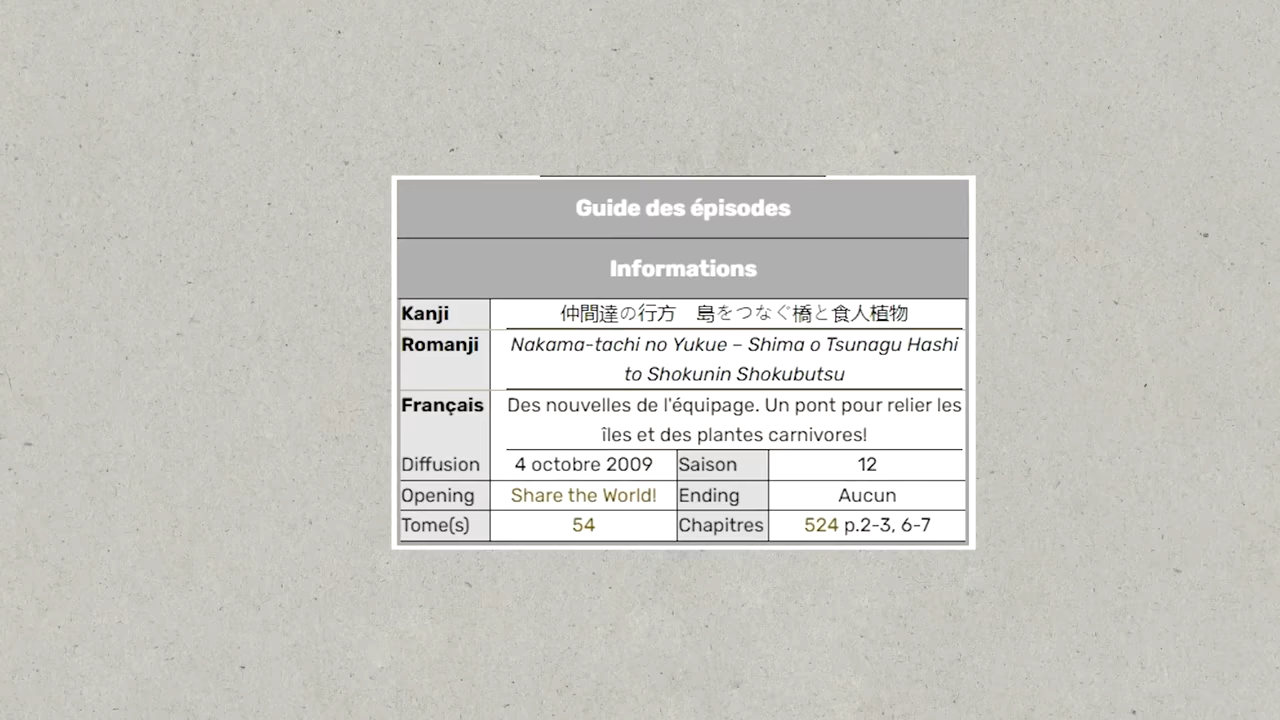 Guide des épisodes
Informations
Kanji 仲間達の行方　島をつなぐ橋と食人植物
Romanji Nakama-tachi no Yukue – Shima o Tsunagu Hashi
to Shokunin Shokubutsu
Français Des nouvelles de l'équipage. Un pont pour relier les
îles et des plantes carnivores!
Diffusion 4 octobre 2009 Saison 12
Opening Share the World! Ending Aucun
Tome(s) 54 Chapitres 524 p.2-3, 6-7